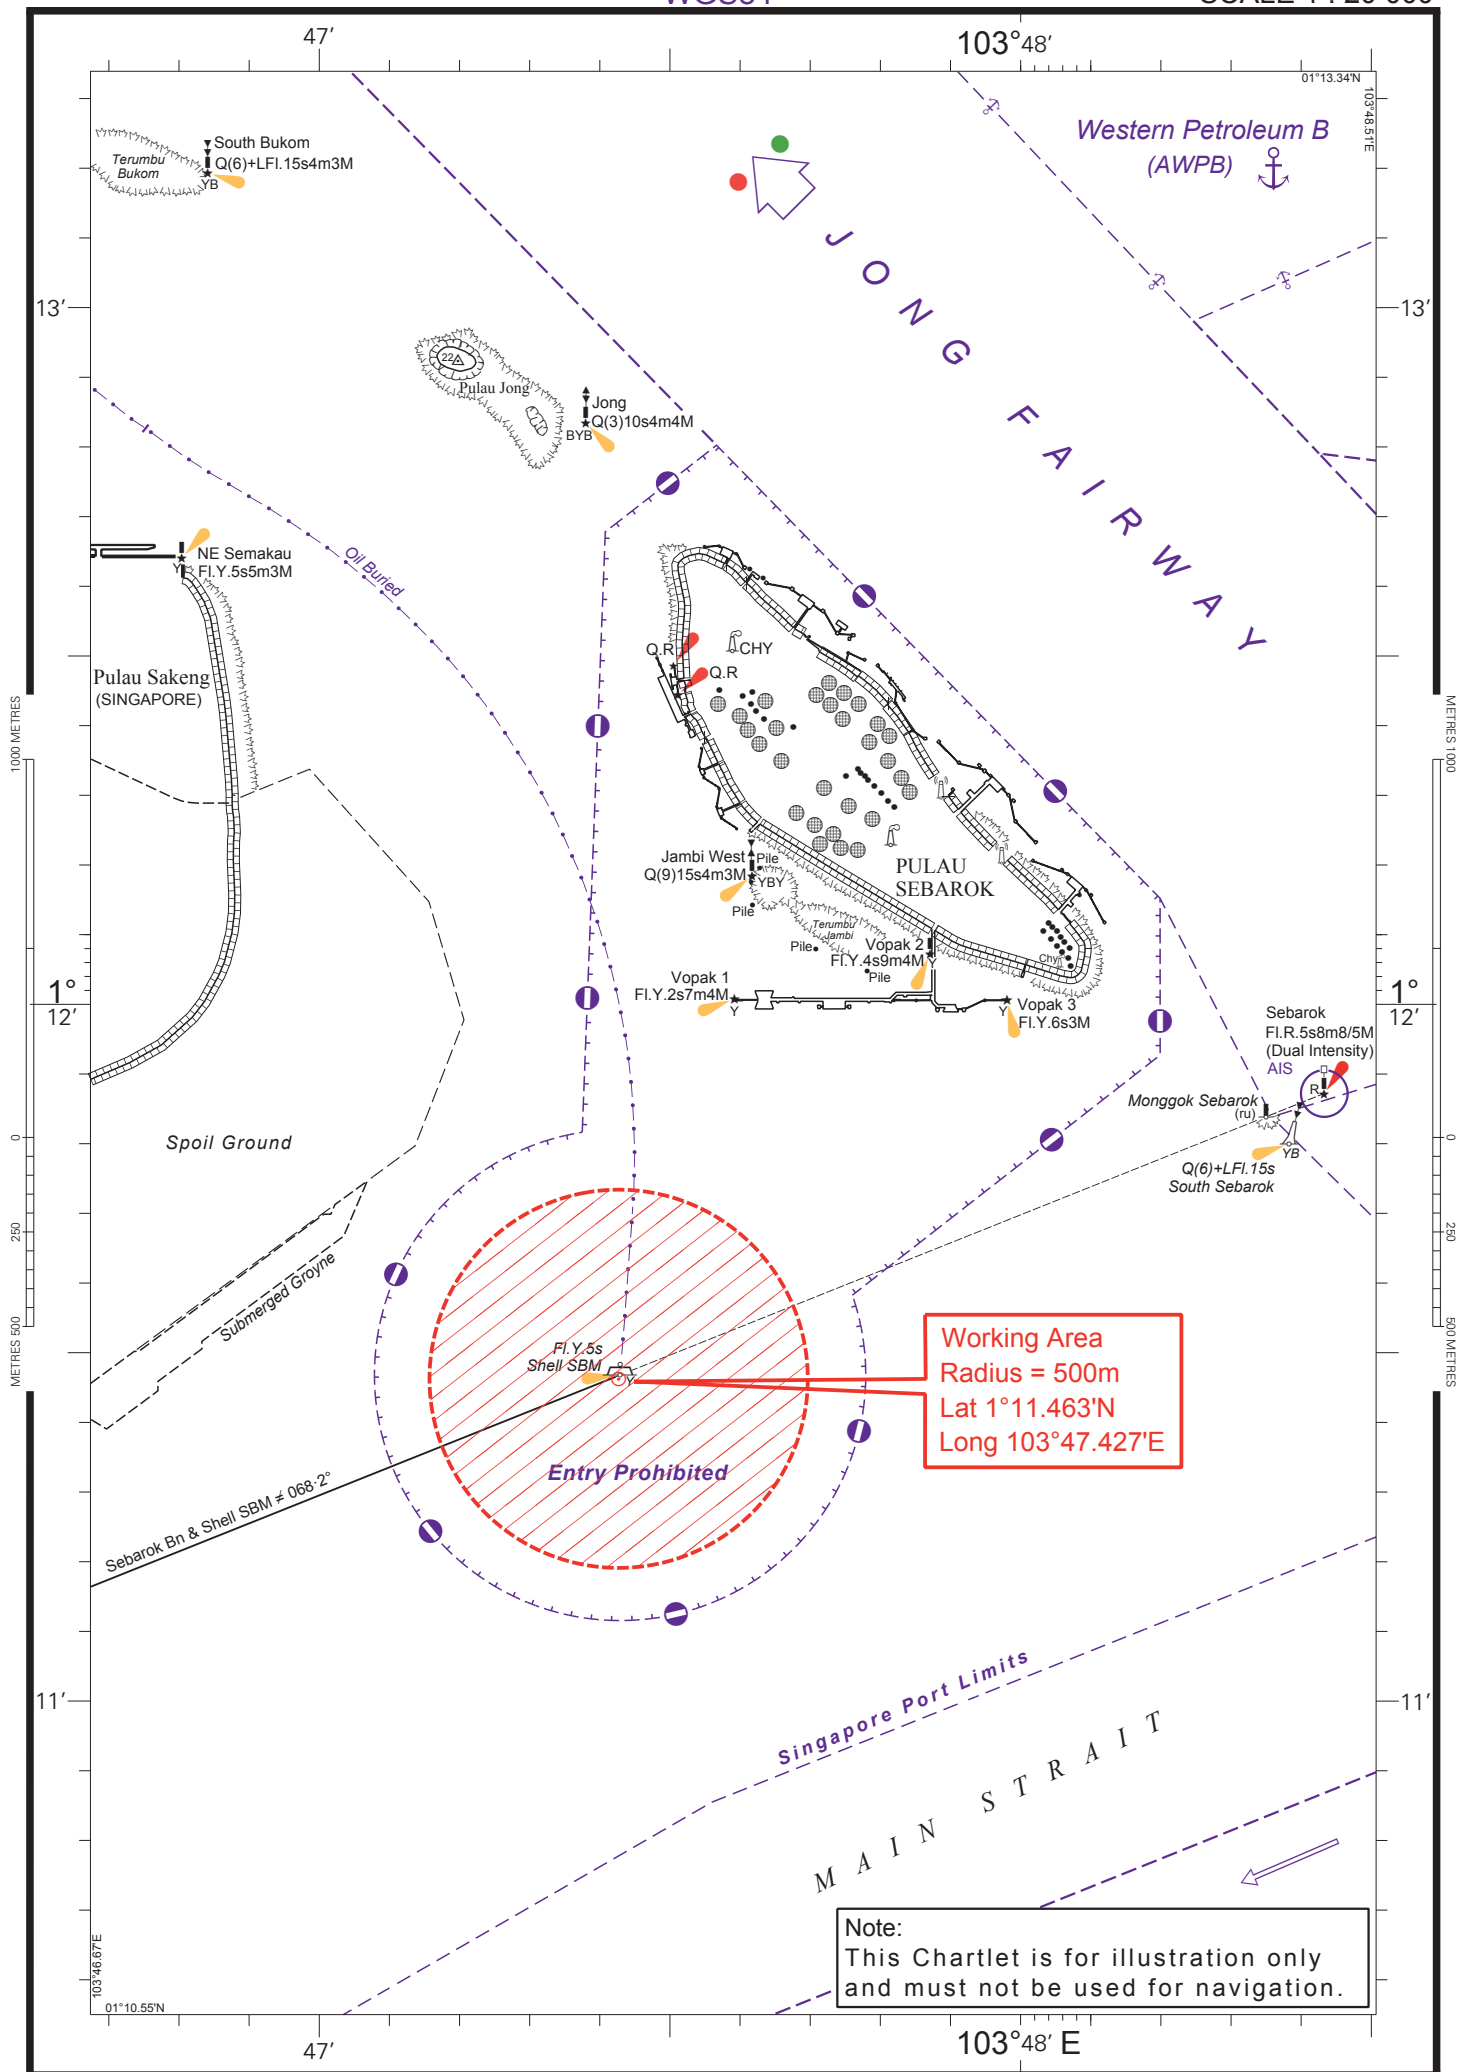 47'
103°48'
01°13.34'N
103°48.51'E
South Bukom
Q(6)+LFl.15s4m3M
YB
Terumbu
Bukom
Western Petroleum B
(AWPB)
JONG FAIRWAY
13'
13'
22
Pulau Jong
Jong
Q(3)10s4m4M
BYB
NE Semakau
Fl.Y.5s5m3M
Y
Oil Buried
Pulau Sakeng
(SINGAPORE)
Q.R
CHY
Q.R
1000 METRES
METRES 1000
Jambi West
Q(9)15s4m3M
Pile
YBY
Pile
PULAU
SEBAROK
Terumbu
Jambi
Pile
Vopak 2
Fl.Y.4s9m4M
Y
Pile
Chy
Vopak 1
Fl.Y.2s7m4M
Y
Vopak 3
Fl.Y.6s3M
Y
1°
12'
1°
12'
Sebarok
Fl.R.5s8m8/5M
(Dual Intensity)
AIS
R
Monggok Sebarok
(ru)
YB
Q(6)+LFl.15s
South Sebarok
Spoil Ground
0
0
250
250
METRES 500
500 METRES
Submerged Groyne
Fl.Y.5s
Shell SBM
Y
Working Area
Radius = 500m
Lat 1°11.463'N
Long 103°47.427'E
Entry Prohibited
Sebarok Bn & Shell SBM ≠ 068·2°
11'
11'
Singapore Port Limits
MAIN STRAIT
Note:
This Chartlet is for illustration only
and must not be used for navigation.
103°46.67'E
01°10.55'N
47'
103°48' E